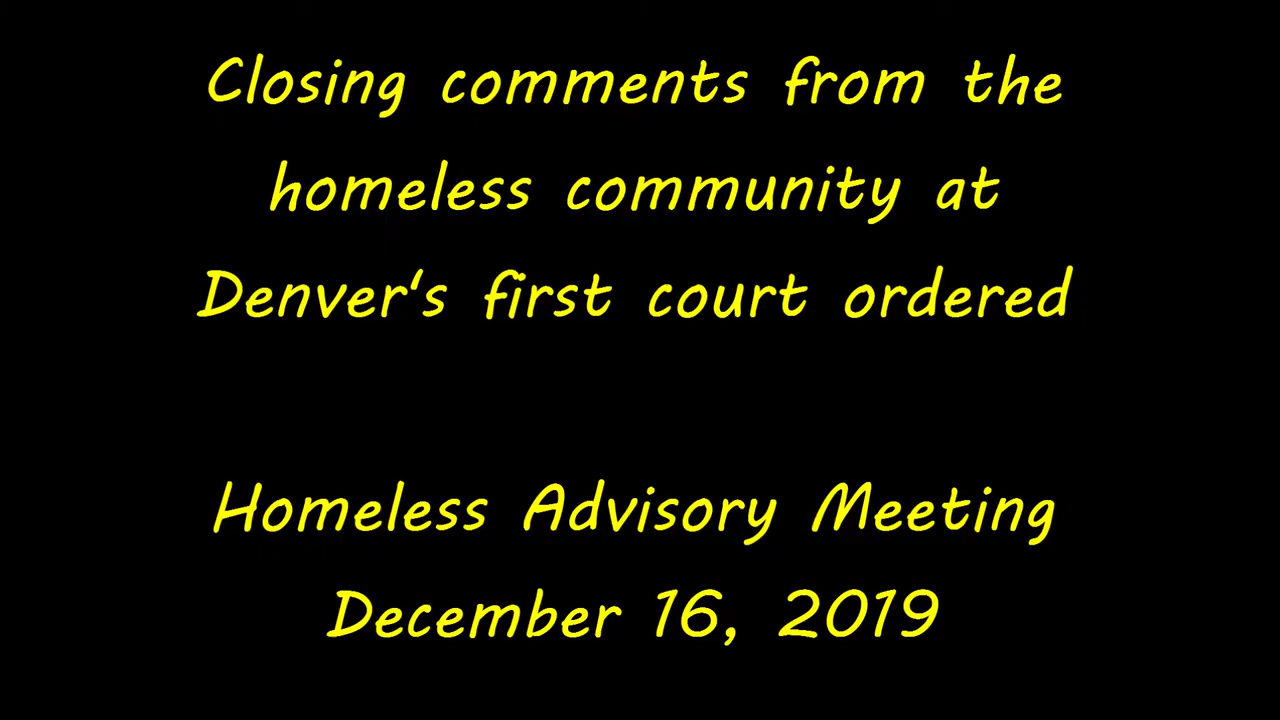 Closing comments from the
homeless community at
Denver's first court ordered
Homeless Advisory Meeting
December 16, 2019